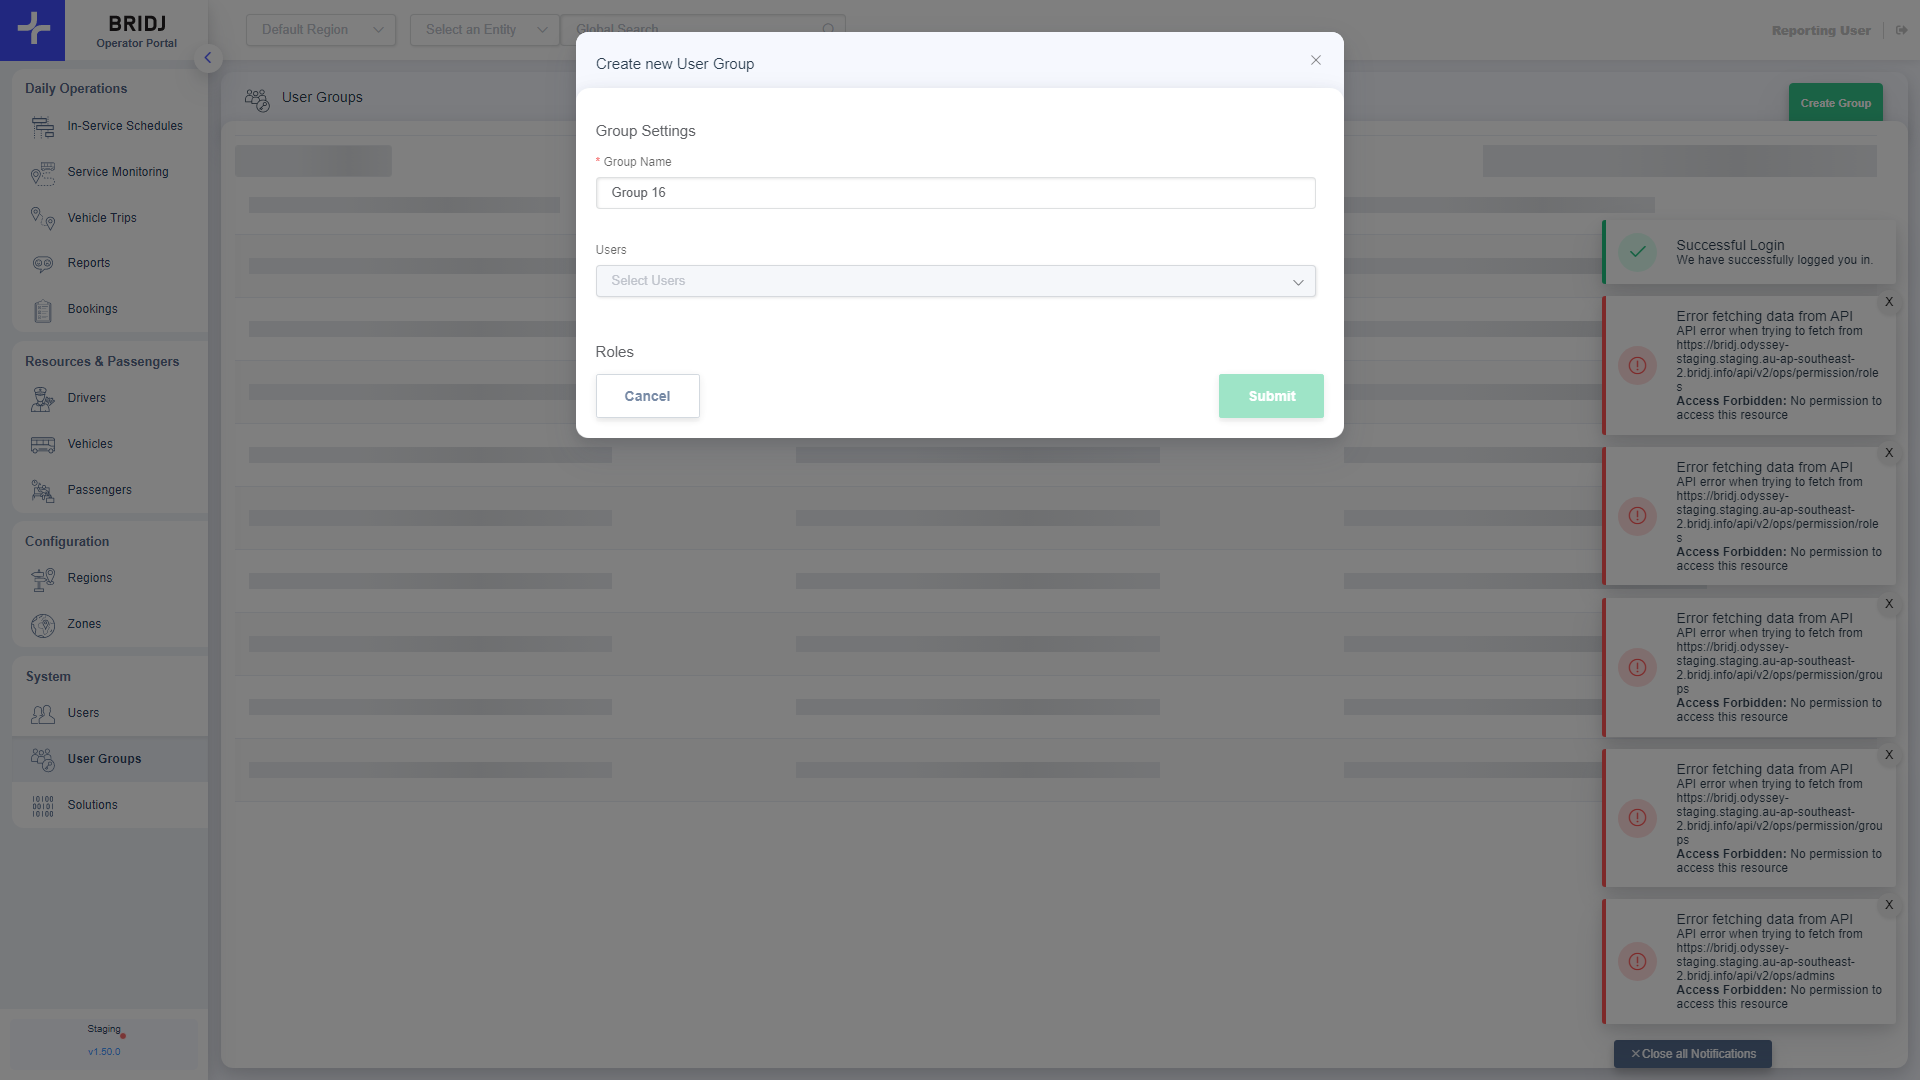 BRIDJ
Operator Portal
Default Region
Select an Entity
Global Search
Reporting User
Daily Operations
In-Service Schedules
Service Monitoring
Vehicle Trips
Reports
Bookings
Resources & Passengers
Drivers
Vehicles
Passengers
Configuration
Regions
Zones
System
Users
User Groups
10100
00101
10100
Solutions
Staging
v1.50.0
User Groups
Create Group
Create new User Group
Group Settings
* Group Name
Group 16
Users
Select Users
Roles
Cancel
Submit
Successful Login
We have successfully logged you in.
X
Error fetching data from API
API error when trying to fetch from
https://bridj.odyssey-
staging.staging.au-ap-southeast-
2.bridj.info/api/v2/ops/permission/role
s
Access Forbidden: No permission to
access this resource
X
Error fetching data from API
API error when trying to fetch from
https://bridj.odyssey-
staging.staging.au-ap-southeast-
2.bridj.info/api/v2/ops/permission/role
s
Access Forbidden: No permission to
access this resource
X
Error fetching data from API
API error when trying to fetch from
https://bridj.odyssey-
staging.staging.au-ap-southeast-
2.bridj.info/api/v2/ops/permission/grou
ps
Access Forbidden: No permission to
access this resource
X
Error fetching data from API
API error when trying to fetch from
https://bridj.odyssey-
staging.staging.au-ap-southeast-
2.bridj.info/api/v2/ops/permission/grou
ps
Access Forbidden: No permission to
access this resource
X
Error fetching data from API
API error when trying to fetch from
https://bridj.odyssey-
staging.staging.au-ap-southeast-
2.bridj.info/api/v2/ops/admins
Access Forbidden: No permission to
access this resource
Close all Notifications